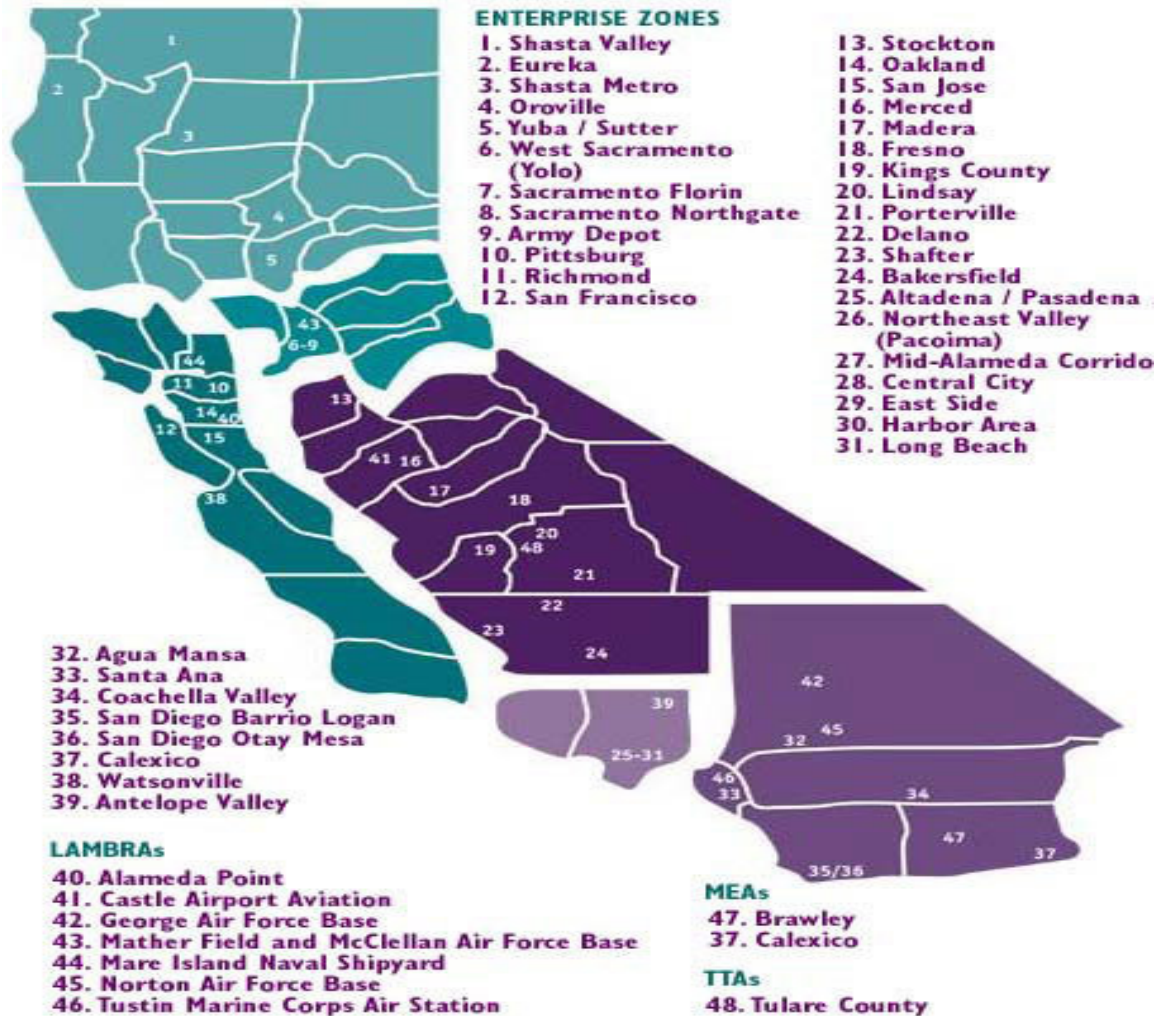 ENTERPRISE ZONES
1. Shasta Valley
2. Eureka
3. Shasta Metro
4. Oroville
5. Yuba / Sutter
6. West Sacramento
(Yolo)
7. Sacramento Florin
8. Sacramento Northgate
9. Army Depot
10. Pittsburg
11. Richmond
12. San Francisco
13. Stockton
14. Oakland
15. San Jose
16. Merced
17. Madera
18. Fresno
19. Kings County
20. Lindsay
21. Porterville
22. Delano
23. Shafter
24. Bakersfield
25. Altadena / Pasadena
26. Northeast Valley
(Pacoima)
27. Mid-Alameda Corrido
28. Central City
29. East Side
30. Harbor Area
31. Long Beach
1
2
3
4
5
43
6-9
44
11 10
13
14 40
12
15
41 16
17
38
18
20
19 48
21
22
23
24
39
25-31
42
45
32
46
33
34
47
37
35/36
32. Agua Mansa
33. Santa Ana
34. Coachella Valley
35. San Diego Barrio Logan
36. San Diego Otay Mesa
37. Calexico
38. Watsonville
39. Antelope Valley
LAMBRAs
40. Alameda Point
41. Castle Airport Aviation
42. George Air Force Base
43. Mather Field and McClellan Air Force Base
44. Mare Island Naval Shipyard
45. Norton Air Force Base
46. Tustin Marine Corps Air Station
MEAs
47. Brawley
37. Calexico
TTAs
48. Tulare County